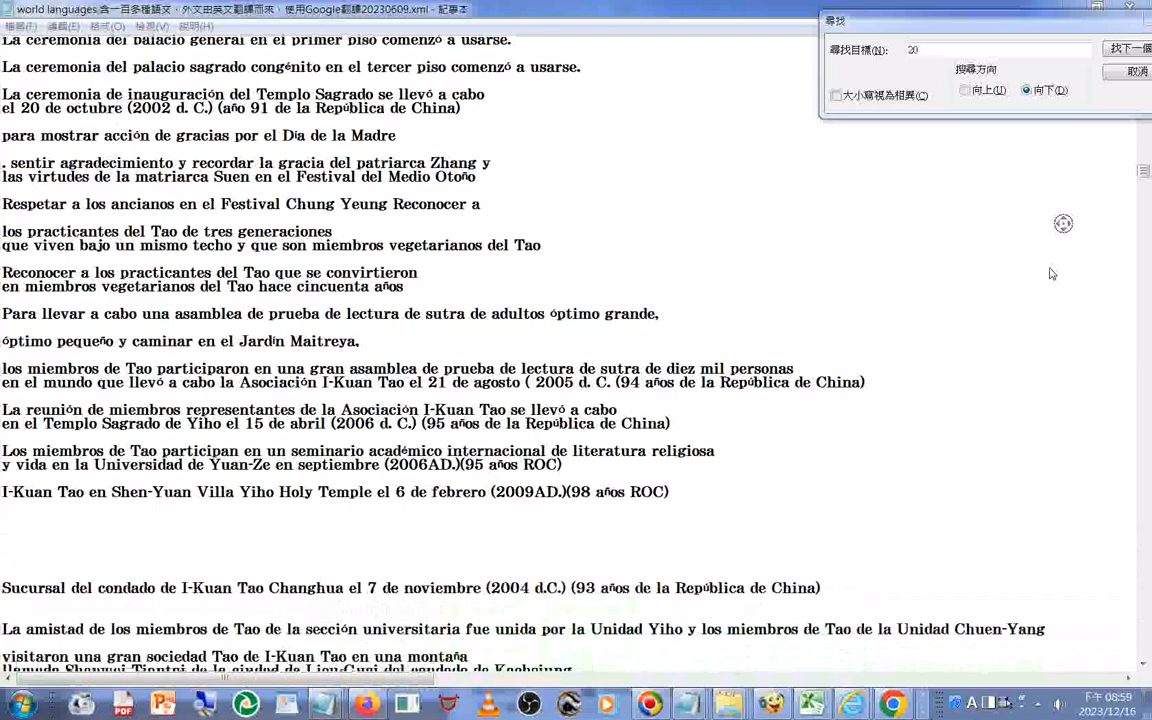 world languages 含一百多種語文，外文由英文翻譯而來，使用Google翻譯20230609.xml - 記事本
檔案(F) 編輯(E) 格式(O) 檢視(V) 說明(H)
La ceremonia del palacio general en el primer piso comenzó a usarse.
La ceremonia del palacio sagrado congénito en el tercer piso comenzó a usarse.
La ceremonia de inauguración del Templo Sagrado se llevó a cabo
el 20 de octubre (2002 d. C.) (año 91 de la República de China)
para mostrar acción de gracias por el Día de la Madre
. sentir agradecimiento y recordar la gracia del patriarca Zhang y
las virtudes de la matriarca Suen en el Festival del Medio Otoño
Respetar a los ancianos en el Festival Chung Yeung Reconocer a
los practicantes del Tao de tres generaciones
que viven bajo un mismo techo y que son miembros vegetarianos del Tao
Reconocer a los practicantes del Tao que se convirtieron
en miembros vegetarianos del Tao hace cincuenta años
Para llevar a cabo una asamblea de prueba de lectura de sutra de adultos óptimo grande,
óptimo pequeño y caminar en el Jardín Maitreya,
los miembros de Tao participaron en una gran asamblea de prueba de lectura de sutra de diez mil personas
en el mundo que llevó a cabo la Asociación I-Kuan Tao el 21 de agosto ( 2005 d. C. (94 años de la República de China)
La reunión de miembros representantes de la Asociación I-Kuan Tao se llevó a cabo
en el Templo Sagrado de Yiho el 15 de abril (2006 d. C.) (95 años de la República de China)
Los miembros de Tao participan en un seminario académico internacional de literatura religiosa
y vida en la Universidad de Yuan-Ze en septiembre (2006AD.)(95 años ROC)
I-Kuan Tao en Shen-Yuan Villa Yiho Holy Temple el 6 de febrero (2009AD.)(98 años ROC)
Sucursal del condado de I-Kuan Tao Changhua el 7 de noviembre (2004 d.C.) (93 años de la República de China)
La amistad de los miembros de Tao de la sección universitaria fue unida por la Unidad Yiho y los miembros de Tao de la Unidad Chuen-Yang
visitaron una gran sociedad Tao de I-Kuan Tao en una montaña
尋找
尋找目標(N): 20
找下一個
搜尋方向
取消
大小寫視為相異(C)
向上(U) 向下(D)
下午 08:59
2023/12/16